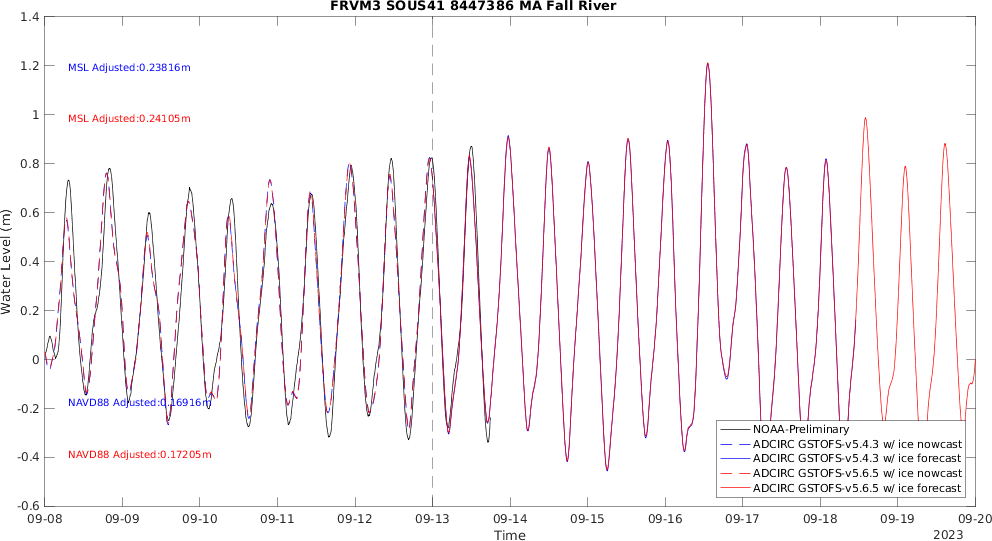 FRVM3 SOUS41 8447386 MA Fall River
1.4
1.2
1
0.8
0.6
0.4
0.2
0
-0.2
-0.4
-0.6
Water Level (m)
MSL Adjusted:0.23816m
MSL Adjusted:0.24105m
NAVD88 Adjusted:0.16916m
NAVD88 Adjusted:0.17205m
NOAA-Preliminary
ADCIRC GSTOFS-v5.4.3 w/ ice nowcast
ADCIRC GSTOFS-v5.4.3 w/ ice forecast
ADCIRC GSTOFS-v5.6.5 w/ ice nowcast
ADCIRC GSTOFS-v5.6.5 w/ ice forecast
09-08 09-09 09-10 09-11 09-12 09-13 09-14 09-15 09-16 09-17 09-18 09-19 09-20
Time
2023